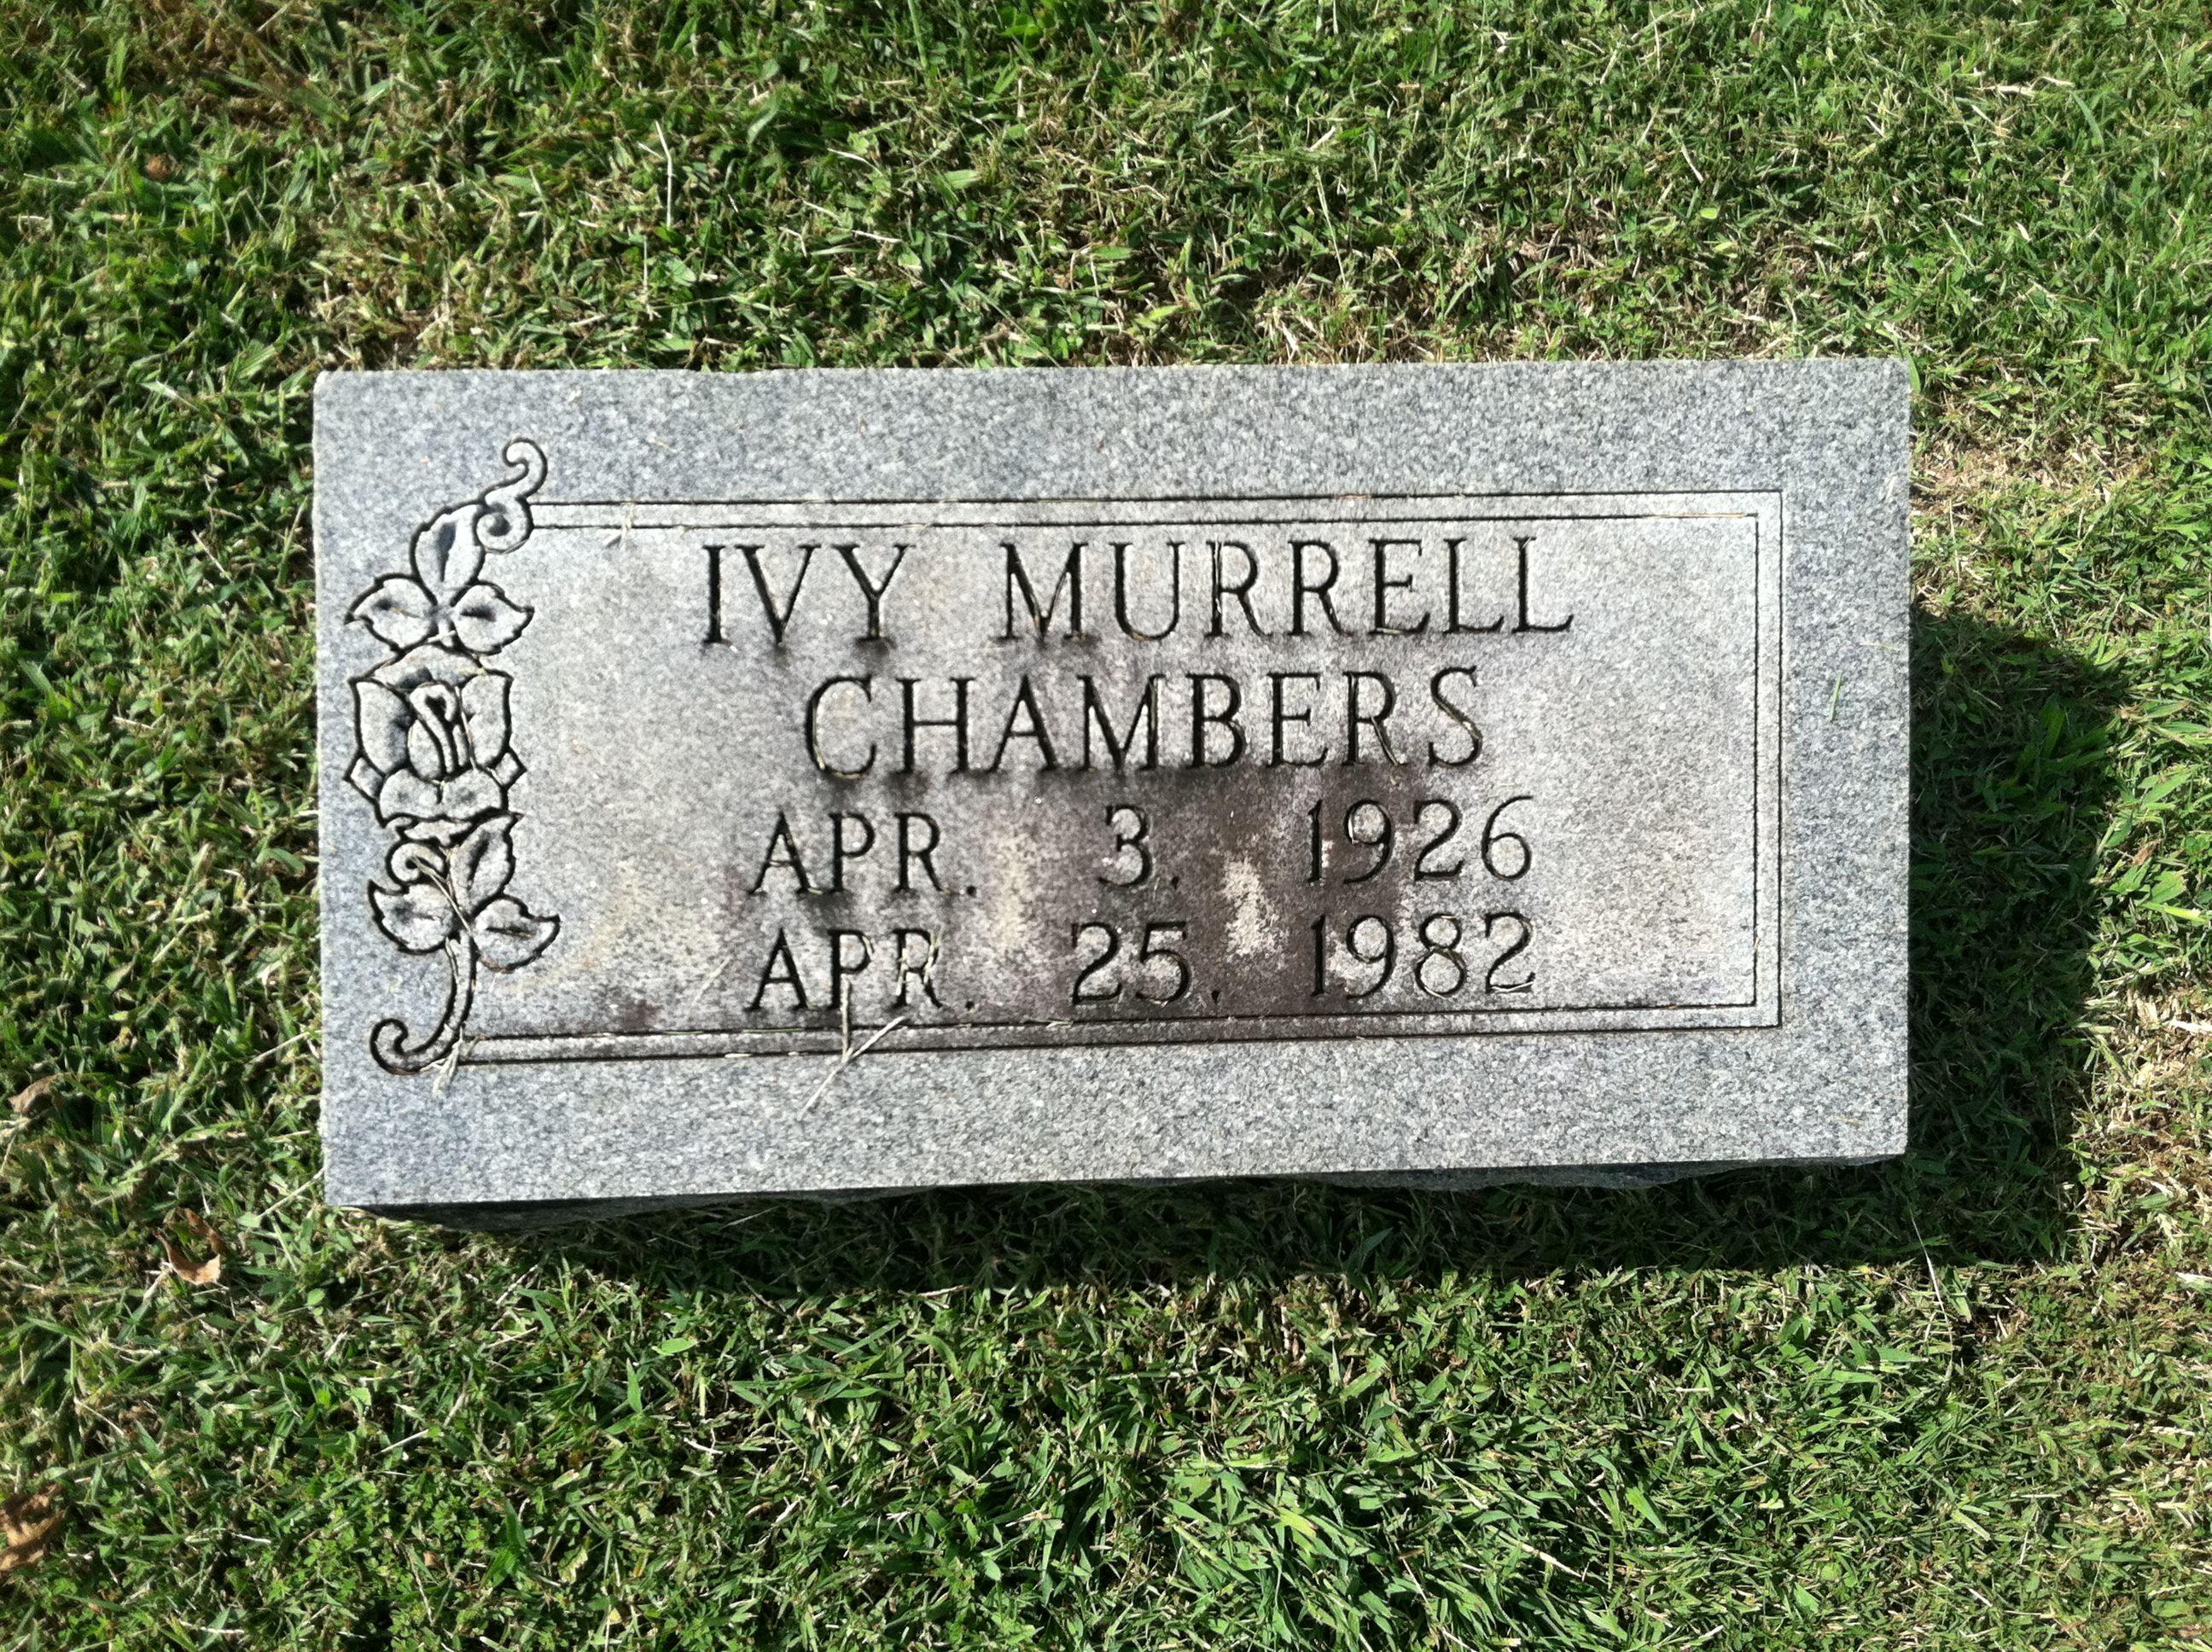 IVY MURRELL
CHAMBERS
APR. 3, 1926
APR. 25, 1982